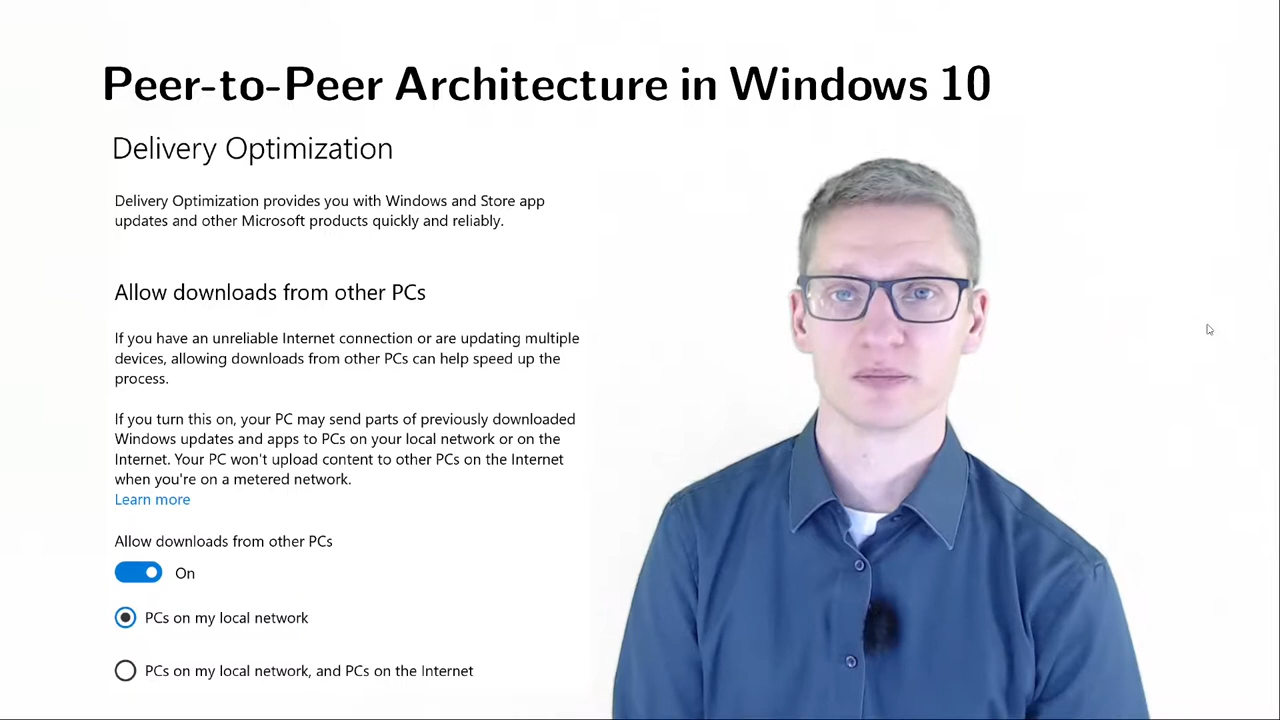 Peer-to-Peer Architecture in Windows 10
Delivery Optimization
Delivery Optimization provides you with Windows and Store app
updates and other Microsoft products quickly and reliably.
Allow downloads from other PCs
If you have an unreliable Internet connection or are updating multiple
devices, allowing downloads from other PCs can help speed up the
process.
If you turn this on, your PC may send parts of previously downloaded
Windows updates and apps to PCs on your local network or on the
Internet. Your PC won't upload content to other PCs on the Internet
when you're on a metered network.
Learn more
Allow downloads from other PCs
On
PCs on my local network
PCs on my local network, and PCs on the Internet